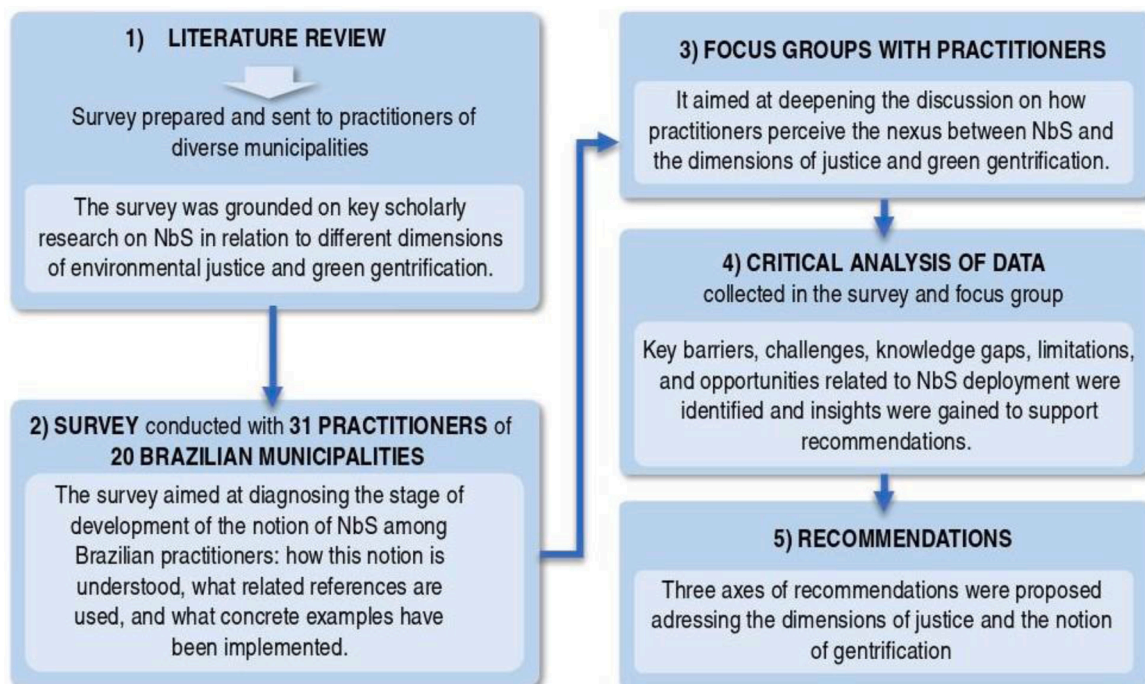 1) LITERATURE REVIEW
Survey prepared and sent to practitioners of
diverse municipalities
The survey was grounded on key scholarly
research on NbS in relation to different dimensions
of environmental justice and green gentrification.
2) SURVEY conducted with 31 PRACTITIONERS of
20 BRAZILIAN MUNICIPALITIES
The survey aimed at diagnosing the stage of
development of the notion of NbS among
Brazilian practitioners: how this notion is
understood, what related references are
used, and what concrete examples have
been implemented.
3) FOCUS GROUPS WITH PRACTITIONERS
It aimed at deepening the discussion on how
practitioners perceive the nexus between NbS and
the dimensions of justice and green gentrification.
4) CRITICAL ANALYSIS OF DATA
collected in the survey and focus group
Key barriers, challenges, knowledge gaps, limitations,
and opportunities related to NbS deployment were
identified and insights were gained to support
recommendations.
5) RECOMMENDATIONS
Three axes of recommendations were proposed
adressing the dimensions of justice and the notion
of gentrification